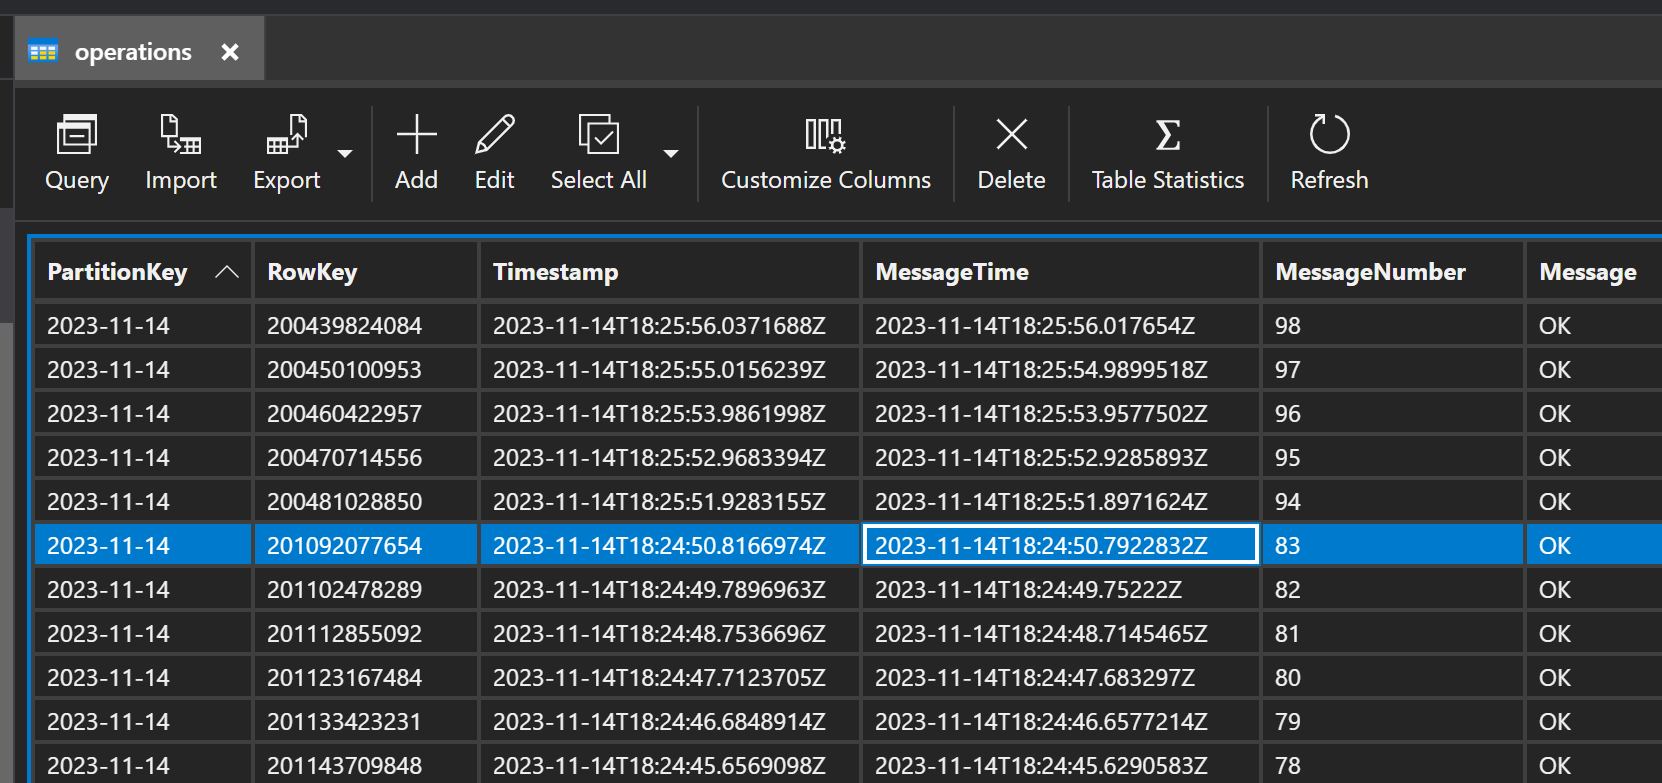 operations
Query Import Export Add Edit Select All Customize Columns Delete Table Statistics Refresh
PartitionKey RowKey Timestamp MessageTime MessageNumber Message
2023-11-14 200439824084 2023-11-14T18:25:56.0371688Z 2023-11-14T18:25:56.017654Z 98 OK
2023-11-14 200450100953 2023-11-14T18:25:55.0156239Z 2023-11-14T18:25:54.9899518Z 97 OK
2023-11-14 200460422957 2023-11-14T18:25:53.9861998Z 2023-11-14T18:25:53.9577502Z 96 OK
2023-11-14 200470714556 2023-11-14T18:25:52.9683394Z 2023-11-14T18:25:52.9285893Z 95 OK
2023-11-14 200481028850 2023-11-14T18:25:51.9283155Z 2023-11-14T18:25:51.8971624Z 94 OK
2023-11-14 201092077654 2023-11-14T18:24:50.8166974Z 2023-11-14T18:24:50.7922832Z 83 OK
2023-11-14 201102478289 2023-11-14T18:24:49.7896963Z 2023-11-14T18:24:49.75222Z 82 OK
2023-11-14 201112855092 2023-11-14T18:24:48.7536696Z 2023-11-14T18:24:48.7145465Z 81 OK
2023-11-14 201123167484 2023-11-14T18:24:47.7123705Z 2023-11-14T18:24:47.683297Z 80 OK
2023-11-14 201133423231 2023-11-14T18:24:46.6848914Z 2023-11-14T18:24:46.6577214Z 79 OK
2023-11-14 201143709848 2023-11-14T18:24:45.6569098Z 2023-11-14T18:24:45.6290583Z 78 OK